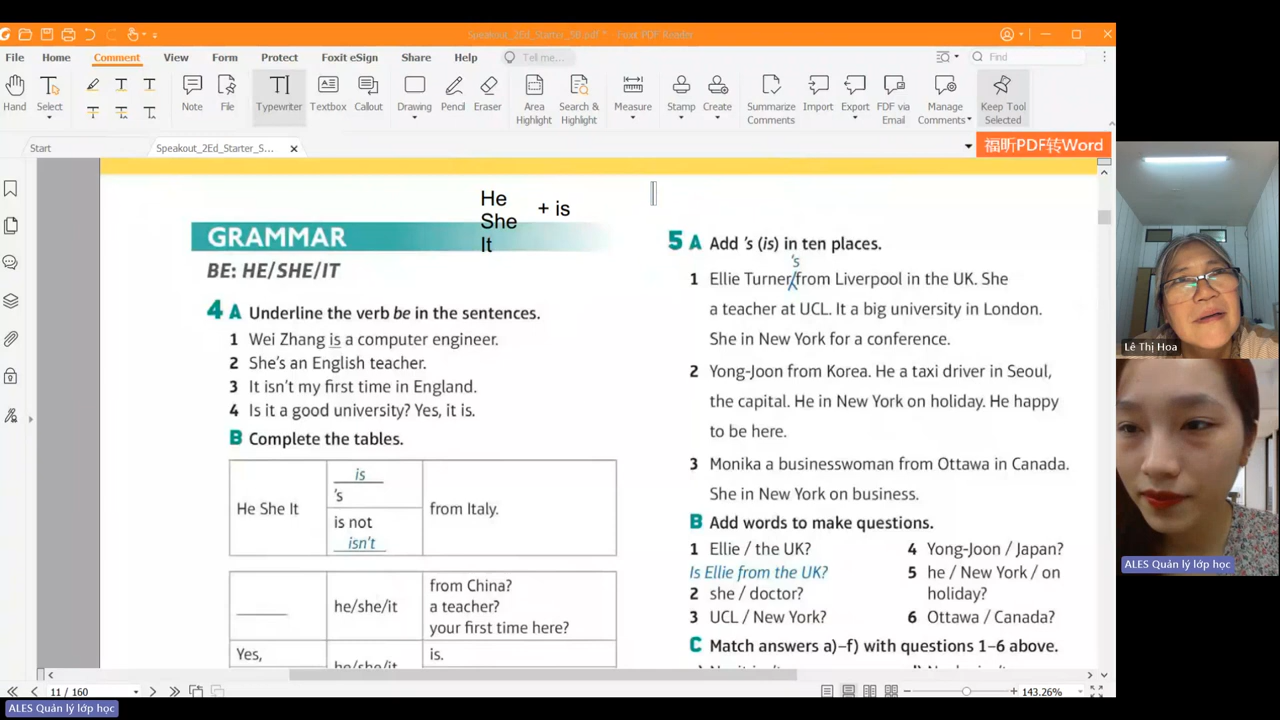 Speakout_2Ed_Starter_SB.pdf * - Foxit PDF Reader
File Home Comment View Form Protect Foxit eSign Share Help Tell me... Find
Hand Select Note File Typewriter Textbox Callout Drawing Pencil Eraser Area Highlight Search & Highlight Measure Stamp Create Summarize Comments Import Export FDF via Email Manage Comments Keep Tool Selected
Start Speakout_2Ed_Starter_S... 福昕PDF转Word
He
She
It
+ is
GRAMMAR
BE: HE/SHE/IT
4 A Underline the verb be in the sentences.
1 Wei Zhang is a computer engineer.
2 She's an English teacher.
3 It isn't my first time in England.
4 Is it a good university? Yes, it is.
B Complete the tables.
He She It
is
's
is not
isn't
from Italy.
he/she/it
from China?
a teacher?
your first time here?
Yes,
he/she/it
is.
5 A Add 's (is) in ten places.
's
1 Ellie Turner/from Liverpool in the UK. She
a teacher at UCL. It a big university in London.
She in New York for a conference.
2 Yong-Joon from Korea. He a taxi driver in Seoul,
the capital. He in New York on holiday. He happy
to be here.
3 Monika a businesswoman from Ottawa in Canada.
She in New York on business.
B Add words to make questions.
1 Ellie / the UK?
Is Ellie from the UK?
2 she / doctor?
3 UCL / New York?
4 Yong-Joon / Japan?
5 he / New York / on
holiday?
6 Ottawa / Canada?
C Match answers a)–f) with questions 1–6 above.
Lê Thị Hoa
ALES Quản lý lớp học
11 / 160
143.26%
ALES Quản lý lớp học